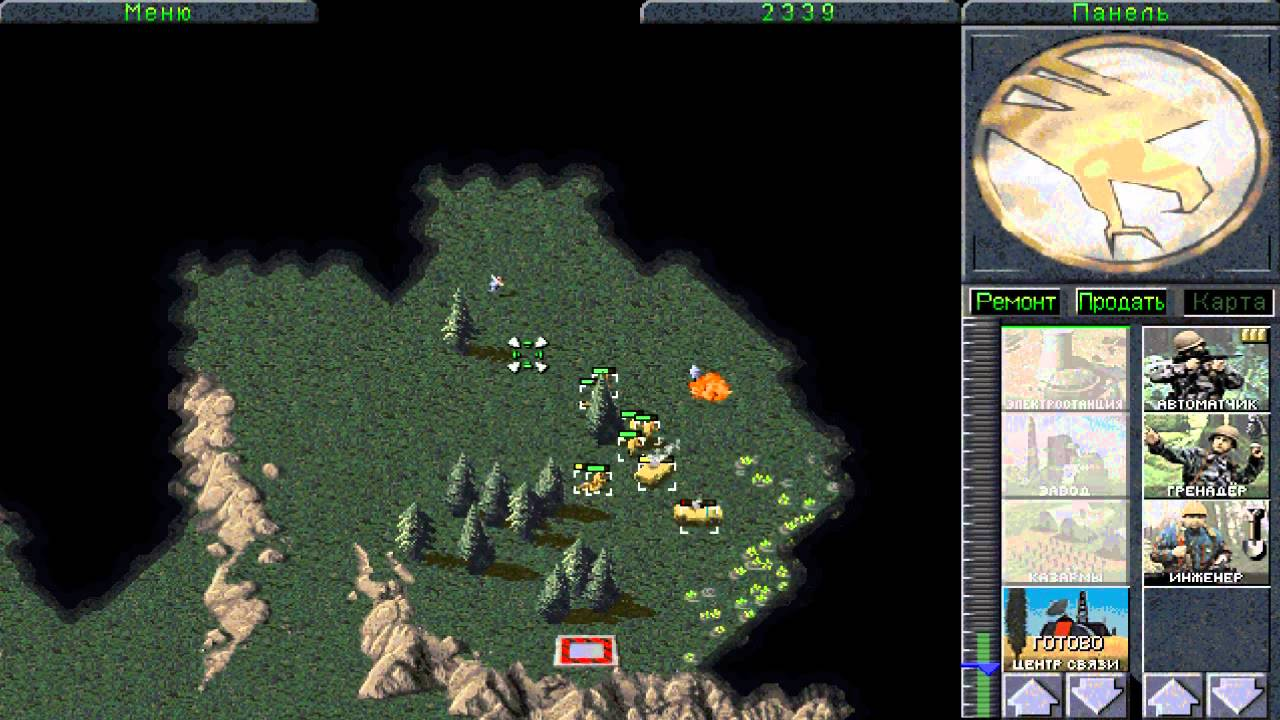 Меню
2339
Панель
Ремонт
Продать
Карта
ЭЛЕКТРОСТАНЦИЯ
АВТОМАТЧИК
ЗАВОД
ГРЕНАДЕР
КАЗАРМЫ
ИНЖЕНЕР
ГОТОВО
ЦЕНТР СВЯЗИ